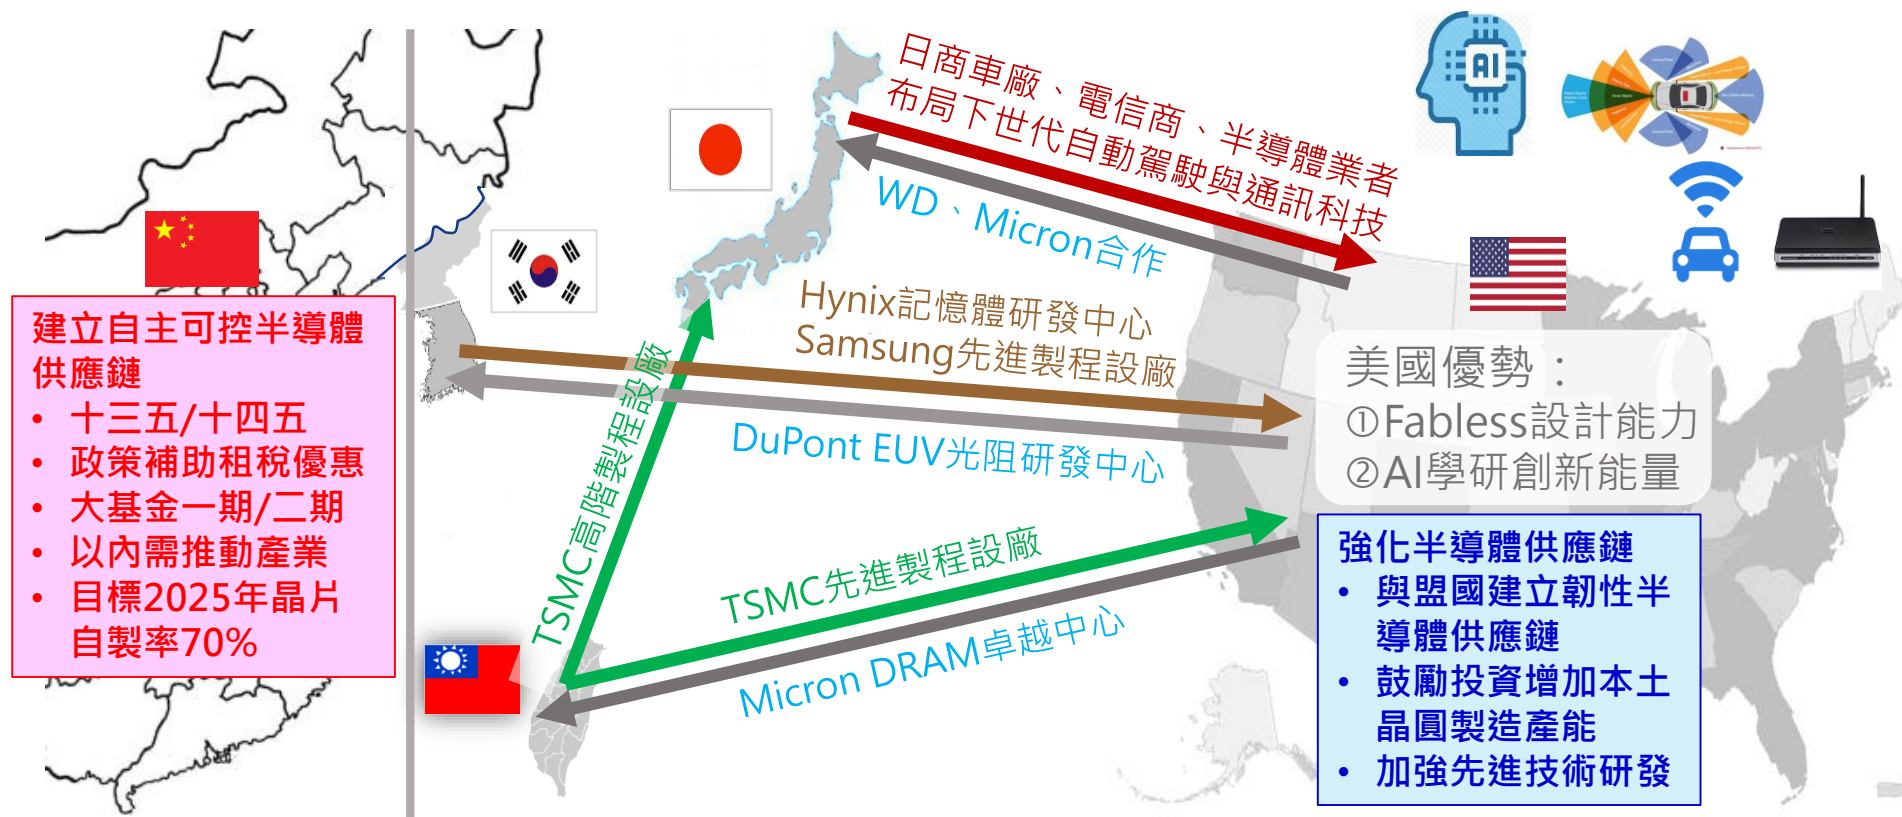 日商車廠、電信商、半導體業者
布局下世代自動駕駛與通訊科技
WD、Micron合作
AI
Hynix記憶體研發中心
Samsung先進製程設廠
DuPont EUV光阻研發中心
TSMC高階製程設廠
TSMC先進製程設廠
Micron DRAM卓越中心
建立自主可控半導體
供應鏈
• 十三五/十四五
• 政策補助租稅優惠
• 大基金一期/二期
• 以內需推動產業
• 目標2025年晶片
自製率70%
美國優勢：
①Fabless設計能力
②AI學研創新能量
強化半導體供應鏈
• 與盟國建立韌性半
導體供應鏈
• 鼓勵投資增加本土
晶圓製造產能
• 加強先進技術研發